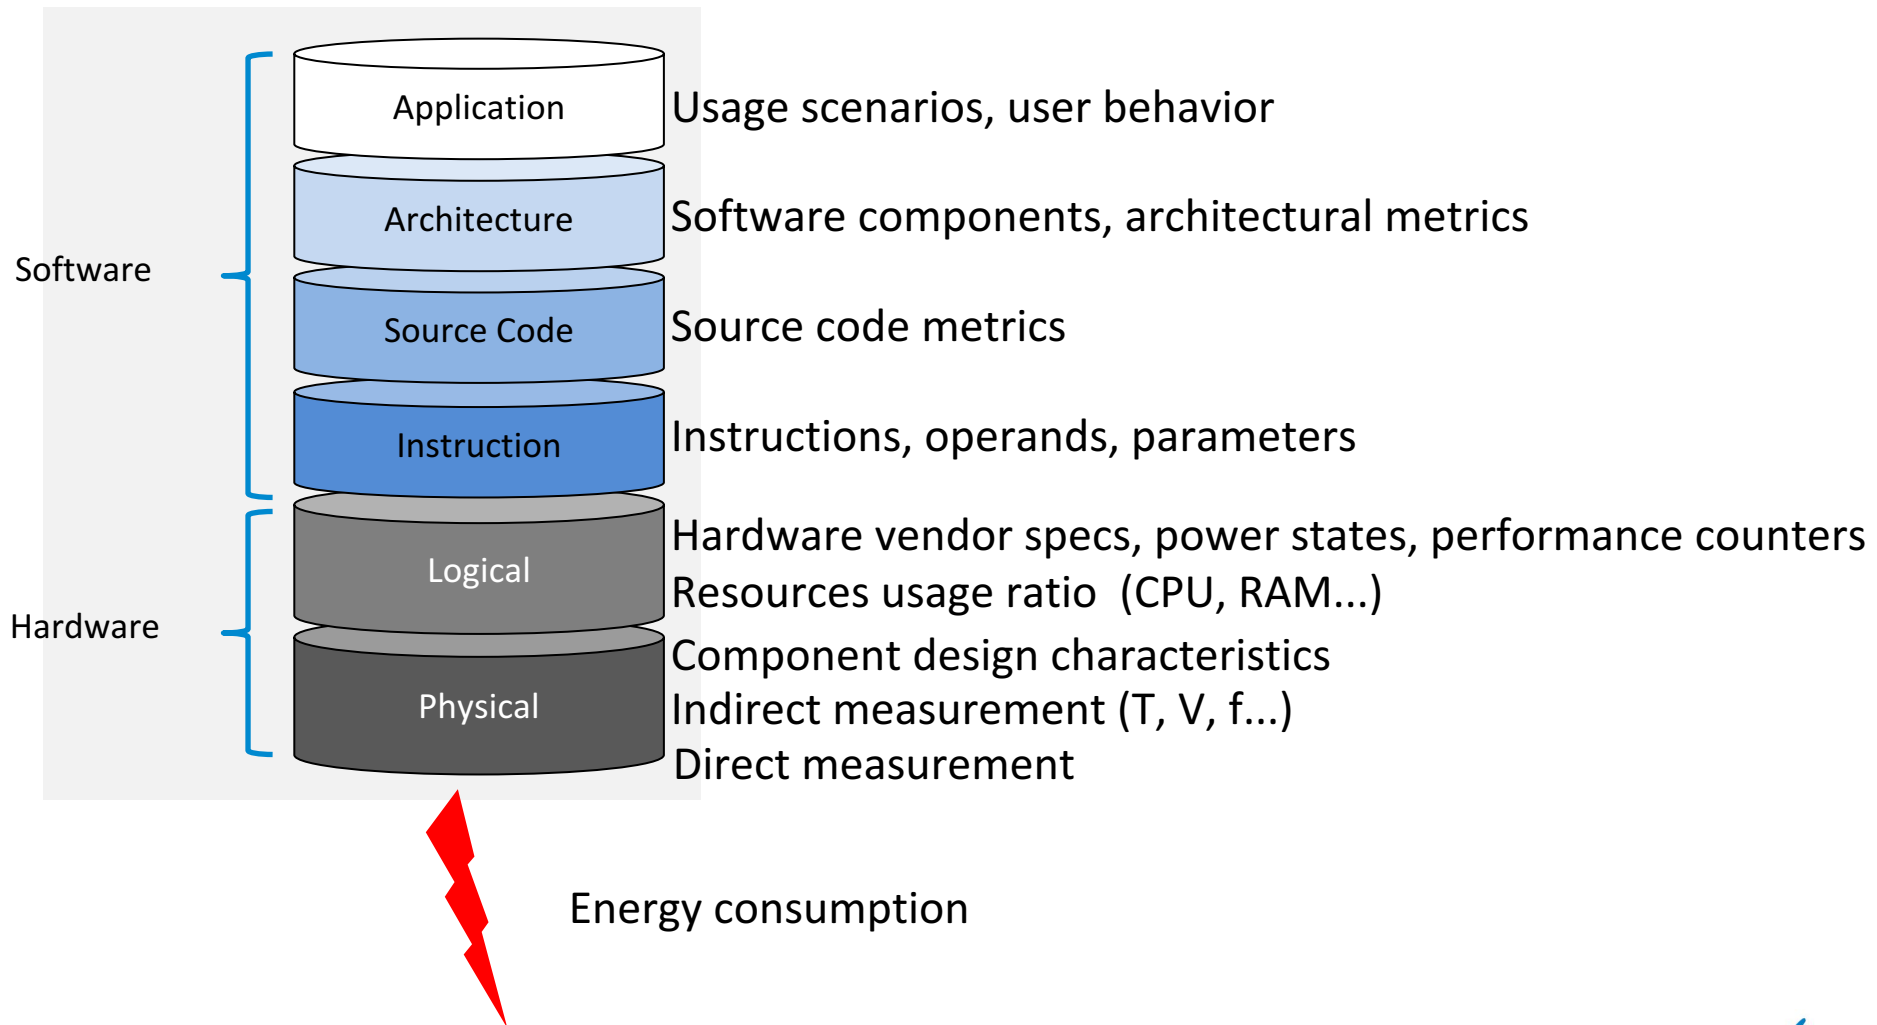 Application
Usage scenarios, user behavior
Architecture
Software components, architectural metrics
Software
Source Code
Source code metrics
Instruction
Instructions, operands, parameters
Logical
Hardware vendor specs, power states, performance counters
Resources usage ratio  (CPU, RAM...)
Hardware
Physical
Component design characteristics
Indirect measurement (T, V, f...)
Direct measurement
Energy consumption